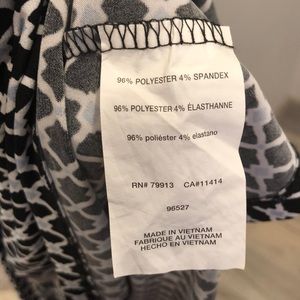 96% POLYESTER 4% SPANDEX
96% POLYESTER 4% ÉLASTHANNE
96% poliéster 4% elastano
RN# 79913 CA#11414
96527
MADE IN VIETNAM
FABRIQUE AU VIETNAM
HECHO EN VIETNAM